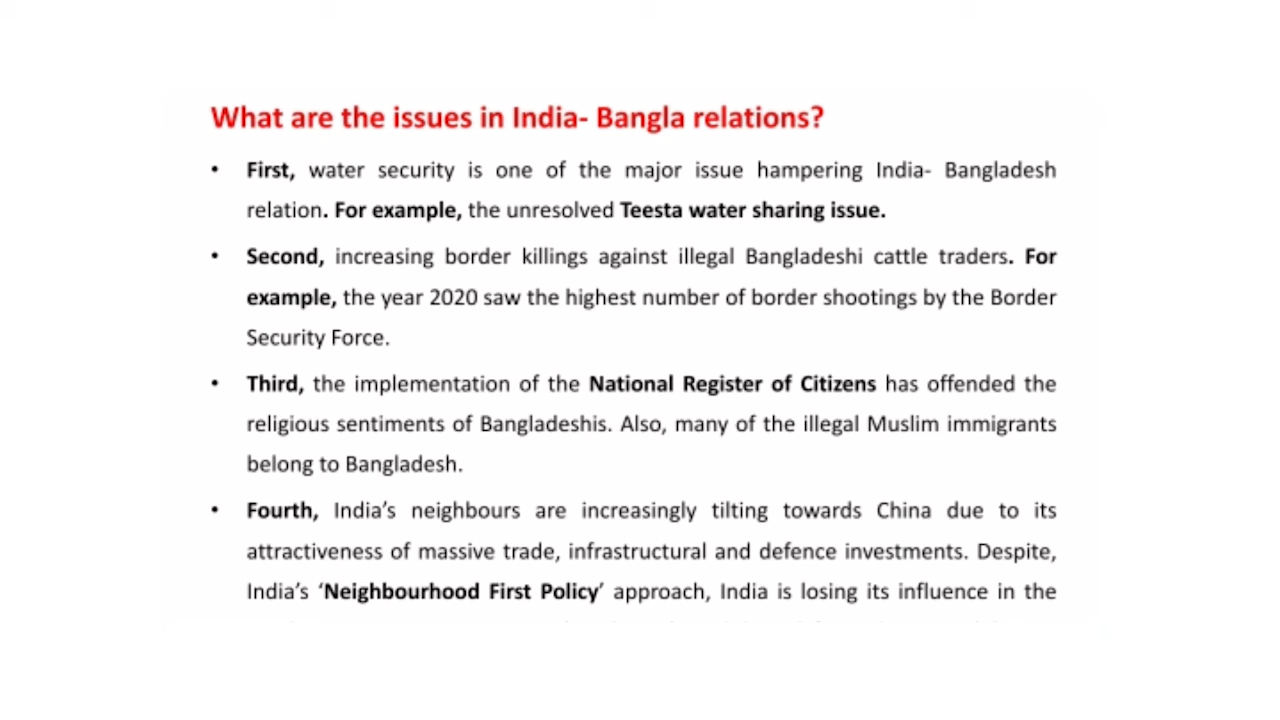 What are the issues in India- Bangla relations?
• First, water security is one of the major issue hampering India- Bangladesh
relation. For example, the unresolved Teesta water sharing issue.
• Second, increasing border killings against illegal Bangladeshi cattle traders. For
example, the year 2020 saw the highest number of border shootings by the Border
Security Force.
• Third, the implementation of the National Register of Citizens has offended the
religious sentiments of Bangladeshis. Also, many of the illegal Muslim immigrants
belong to Bangladesh.
• Fourth, India’s neighbours are increasingly tilting towards China due to its
attractiveness of massive trade, infrastructural and defence investments. Despite,
India’s ‘Neighbourhood First Policy’ approach, India is losing its influence in the